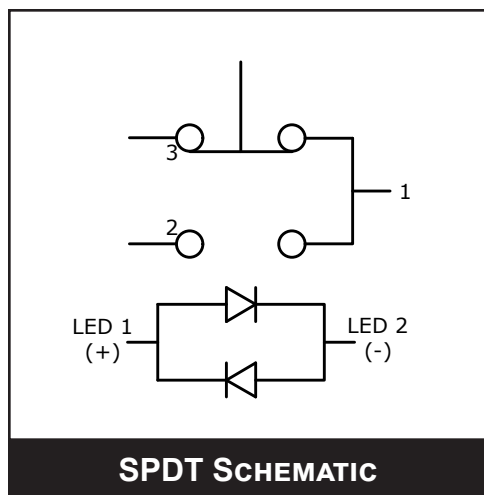 3
1
2
LED 1
(+)
LED 2
(-)
SPDT SCHEMATIC